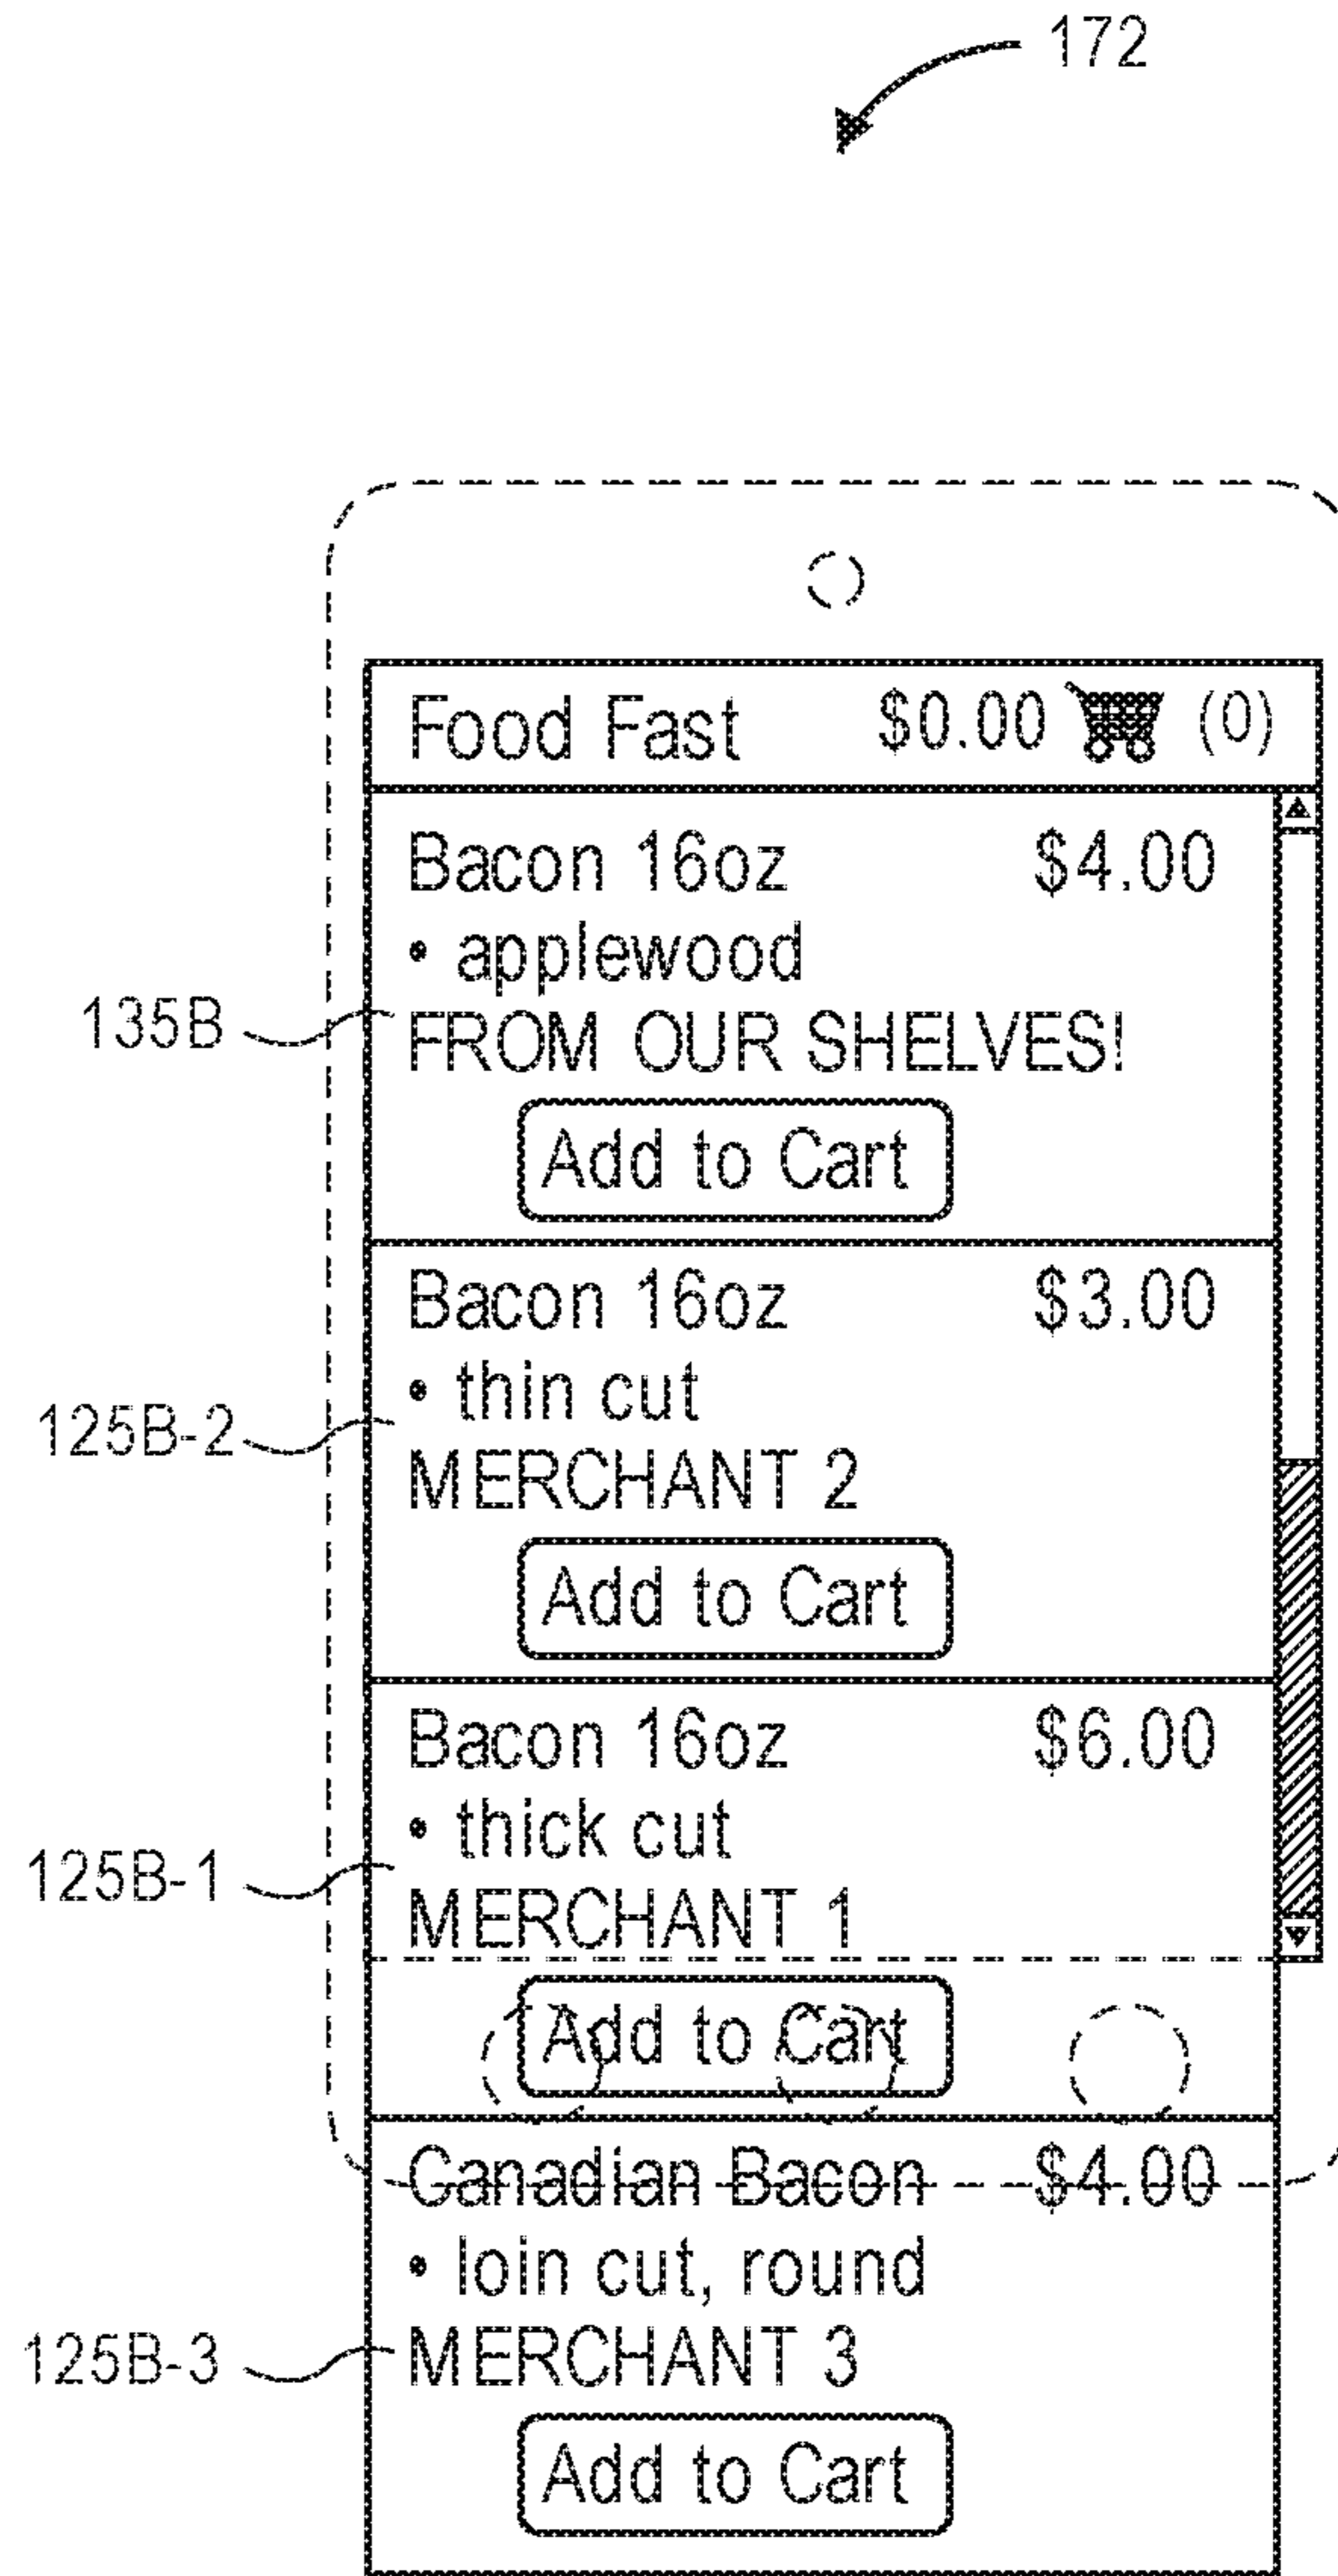 172
Food Fast $0.00 (0)
Bacon 16oz $4.00
• applewood
135B FROM OUR SHELVES!
Add to Cart
Bacon 16oz $3.00
• thin cut
125B-2
MERCHANT 2
Add to Cart
Bacon 16oz $6.00
• thick cut
125B-1
MERCHANT 1
Add to Cart
Canadian Bacon $4.00
• loin cut, round
125B-3 MERCHANT 3
Add to Cart